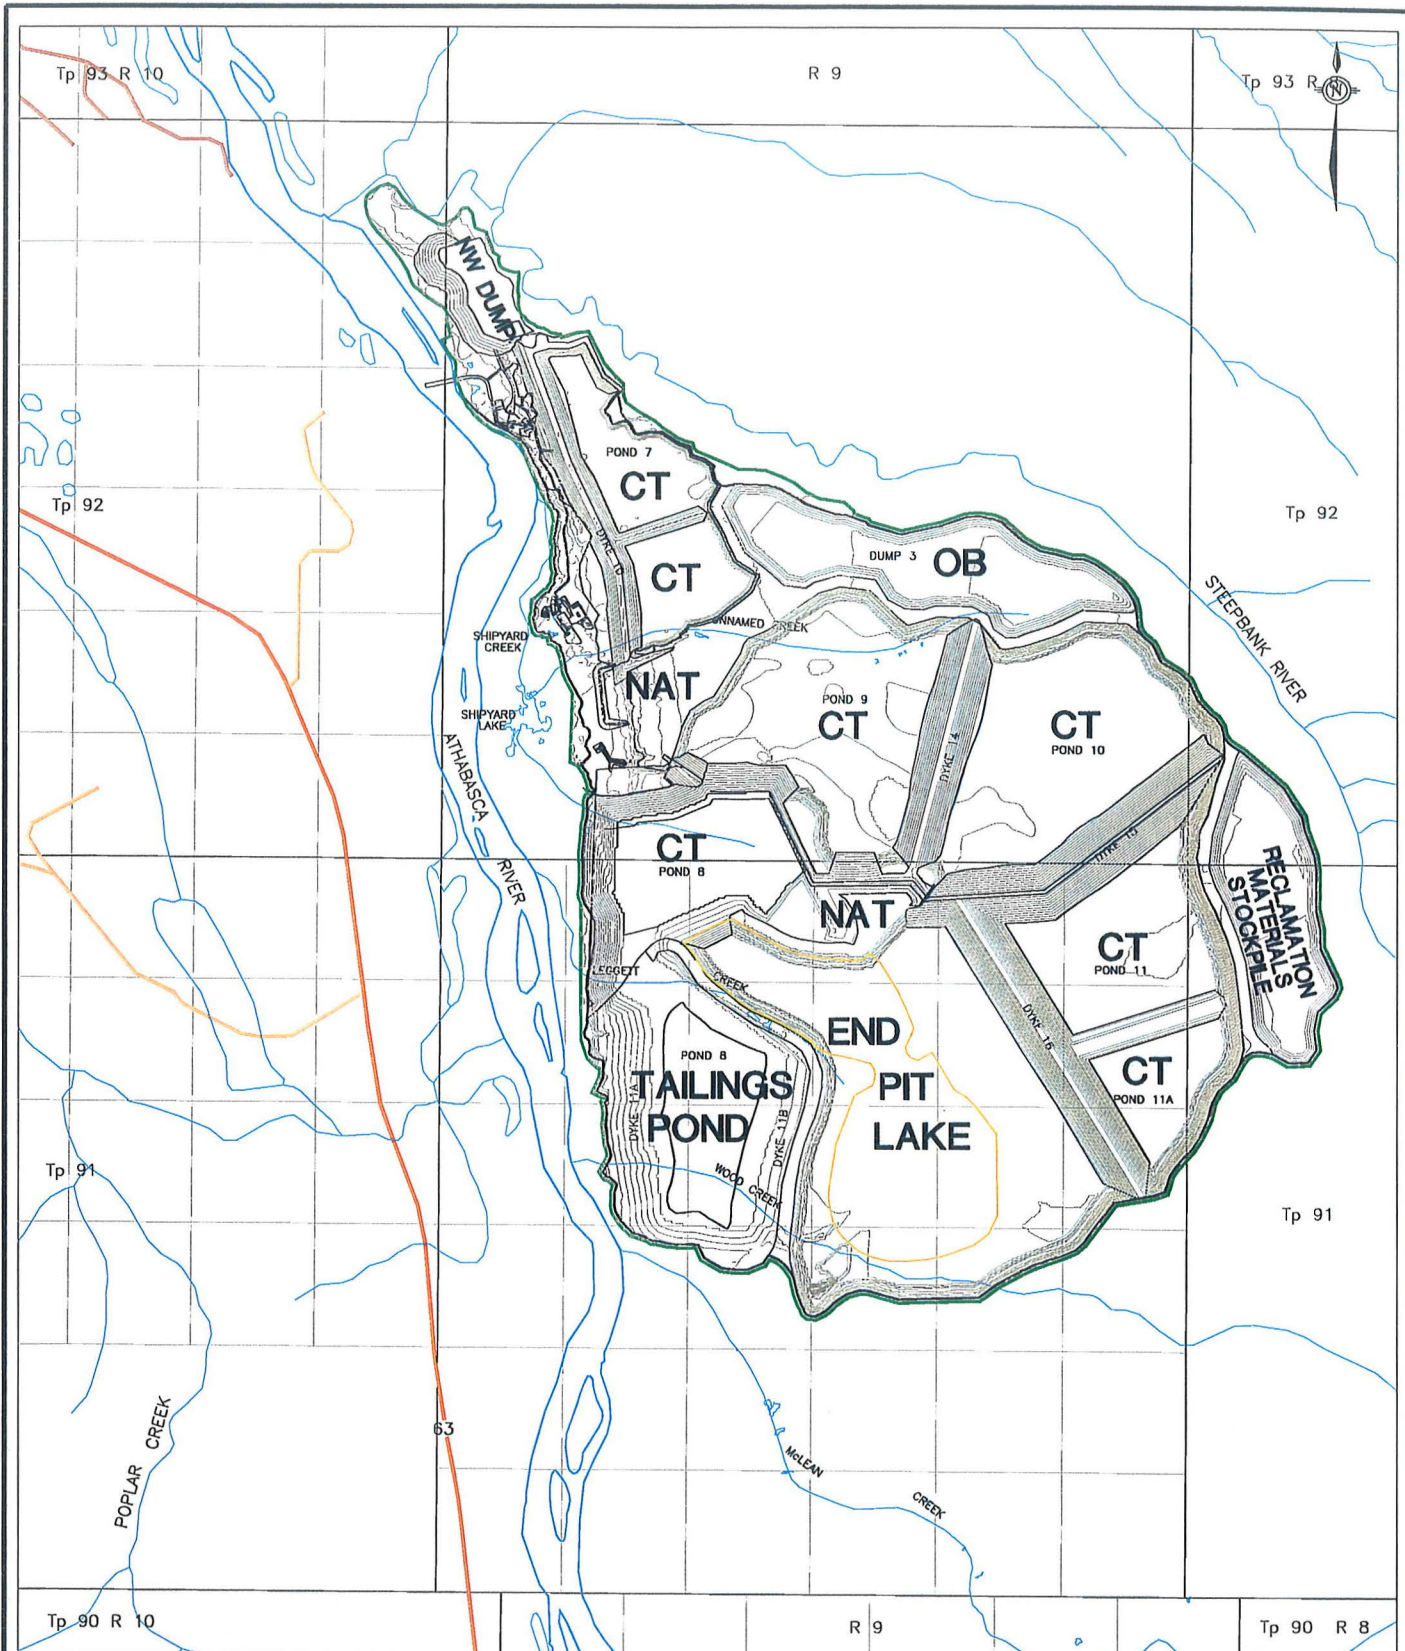 Tp 93 R 10
R 9
Tp 93 R
N
NW DUMP
POND 7
CT
Tp 92
Tp 92
DUMP 3
OB
DYKE 10
CT
STEEPBANK RIVER
UNNAMED CREEK
SHIPYARD
CREEK
NAT
POND 9
CT
SHIPYARD
LAKE
CT
POND 10
DYKE 14
ATHABASCA
RIVER
DYKE 15
CT
POND 8
RECLAMATION
MATERIALS
STOCKPILE
NAT
CT
POND 11
LEGGETT
CREEK
DYKE 16
END
PIT
LAKE
POND 8
TAILINGS
POND
DYKE 11A
DYKE 11B
CT
POND 11A
WOOD CREEK
Tp 91
Tp 91
63
POPLAR CREEK
McLEAN
CREEK
Tp 90 R 10
R 9
Tp 90 R 8